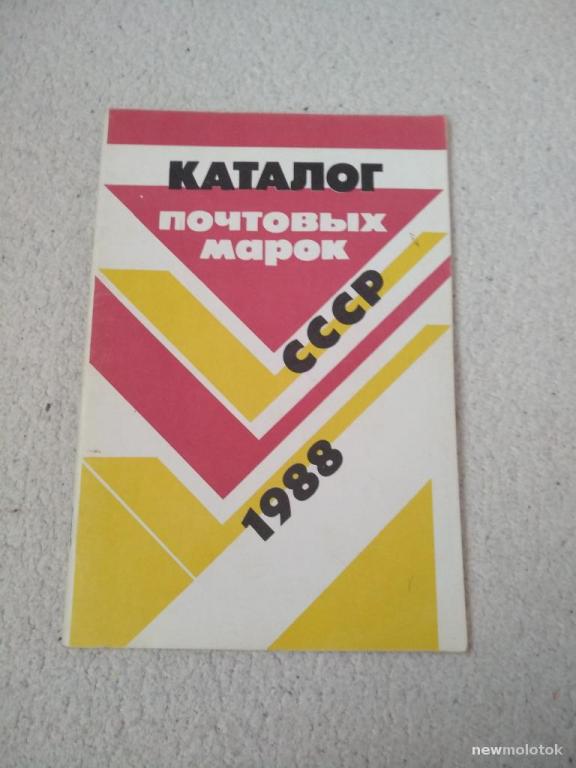 КАТАЛОГ
ПОЧТОВЫХ
марок
СССР
1988
newmolotok